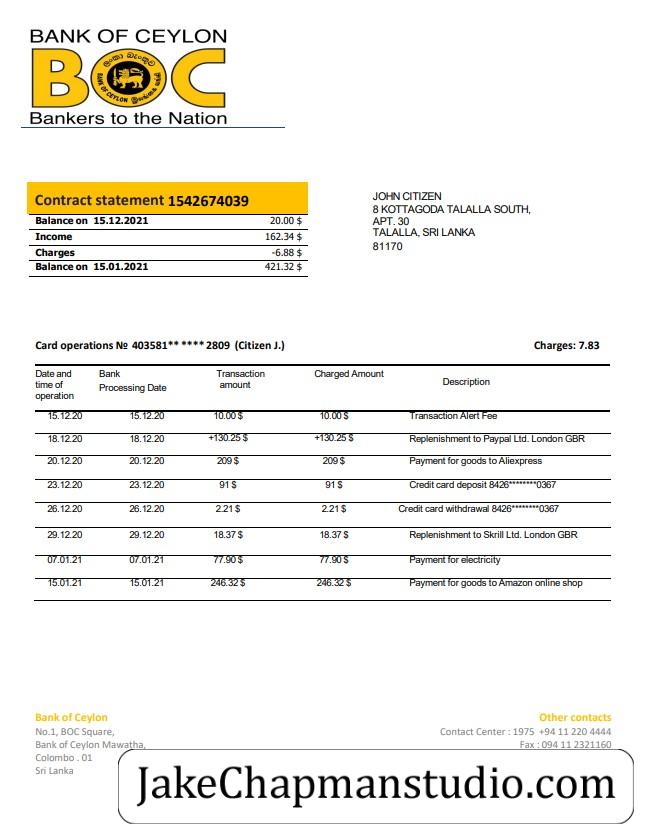 BANK OF CEYLON
BOC
Bankers to the Nation
Contract statement 1542674039
Balance on 15.12.2021 20.00 $
Income 162.34 $
Charges -6.88 $
Balance on 15.01.2021 421.32 $
JOHN CITIZEN
8 KOTTAGODA TALALLA SOUTH,
APT. 30
TALALLA, SRI LANKA
81170
Card operations № 403581** **** 2809 (Citizen J.) Charges: 7.83
Date and time of operation Bank Processing Date Transaction amount Charged Amount Description
15.12.20 15.12.20 10.00 $ 10.00 $ Transaction Alert Fee
18.12.20 18.12.20 +130.25 $ +130.25 $ Replenishment to Paypal Ltd. London GBR
20.12.20 20.12.20 209 $ 209 $ Payment for goods to Aliexpress
23.12.20 23.12.20 91 $ 91 $ Credit card deposit 8426********0367
26.12.20 26.12.20 2.21 $ 2.21 $ Credit card withdrawal 8426********0367
29.12.20 29.12.20 18.37 $ 18.37 $ Replenishment to Skrill Ltd. London GBR
07.01.21 07.01.21 77.90 $ 77.90 $ Payment for electricity
15.01.21 15.01.21 246.32 $ 246.32 $ Payment for goods to Amazon online shop
Bank of Ceylon
No.1, BOC Square,
Bank of Ceylon Mawatha,
Colombo . 01
Sri Lanka
Other contacts
Contact Center : 1975 +94 11 220 4444
Fax : 094 11 2321160
JakeChapmanstudio.com